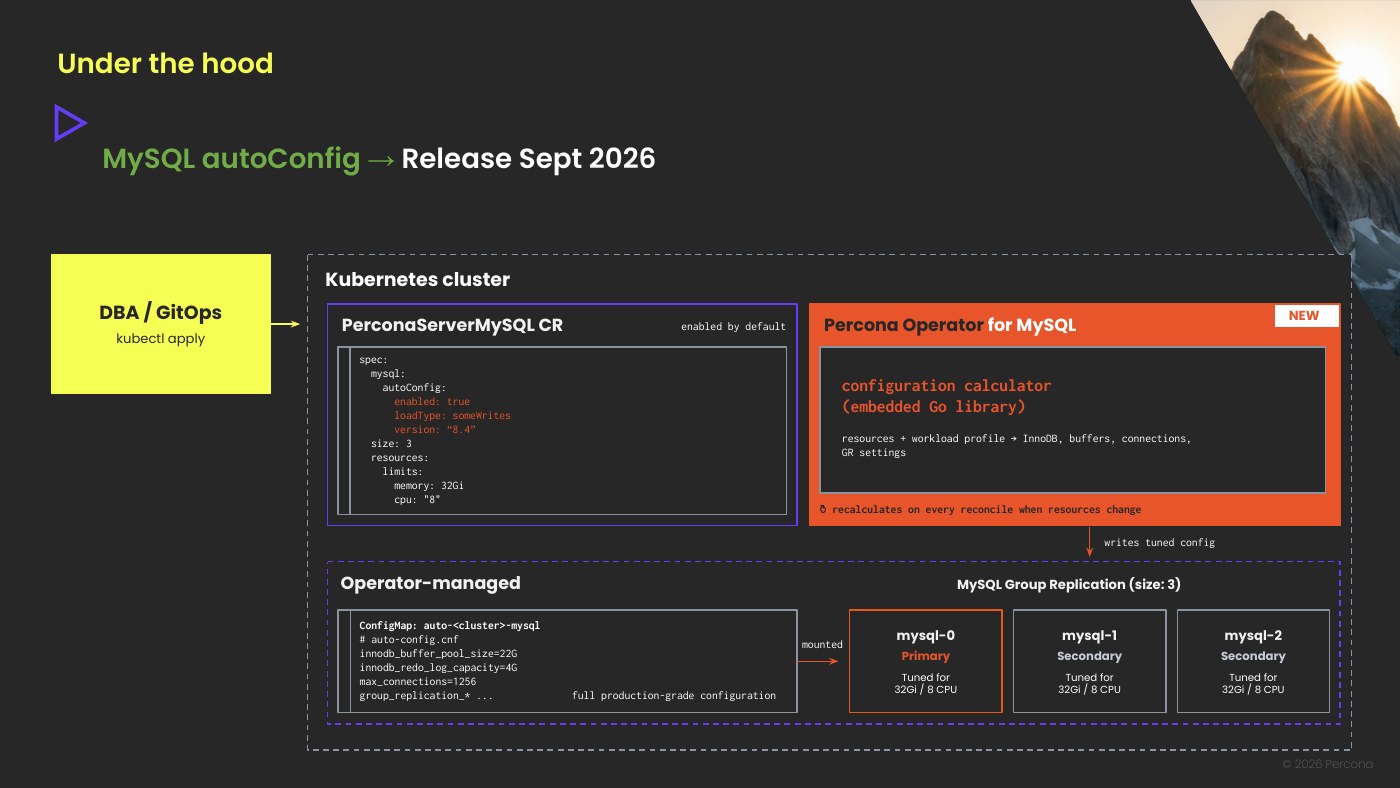 Under the hood
MySQL autoConfig → Release Sept 2026
DBA / GitOps
kubectl apply
Kubernetes cluster
PerconaServerMySQL CR
enabled by default
spec:
  mysql:
    autoConfig:
      enabled: true
      loadType: someWrites
      version: “8.4”
  size: 3
  resources:
    limits:
      memory: 32Gi
      cpu: "8"
Percona Operator for MySQL
NEW
configuration calculator
(embedded Go library)
resources + workload profile → InnoDB, buffers, connections,
GR settings
recalculates on every reconcile when resources change
writes tuned config
Operator-managed
MySQL Group Replication (size: 3)
ConfigMap: auto-<cluster>-mysql
# auto-config.cnf
innodb_buffer_pool_size=22G
innodb_redo_log_capacity=4G
max_connections=1256
group_replication_* ...
full production-grade configuration
mounted
mysql-0
Primary
Tuned for
32Gi / 8 CPU
mysql-1
Secondary
Tuned for
32Gi / 8 CPU
mysql-2
Secondary
Tuned for
32Gi / 8 CPU
© 2026 Percona